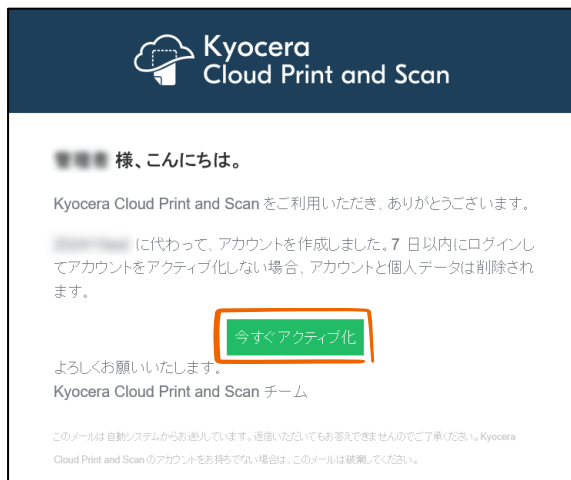 Kyocera
Cloud Print and Scan
様、こんにちは。
Kyocera Cloud Print and Scan をご利用いただき、ありがとうございます。
に代わって、アカウントを作成しました。7 日以内にログインし
てアカウントをアクティブ化しない場合、アカウントと個人データは削除され
ます。
今すぐアクティブ化
よろしくお願いいたします。
Kyocera Cloud Print and Scan チーム
このメールは自動システムからお送りしています。返信いただいてもお答えできませんのでご了承ください。Kyocera
Cloud Print and Scan のアカウントをお持ちでない場合は、このメールは破棄してください。